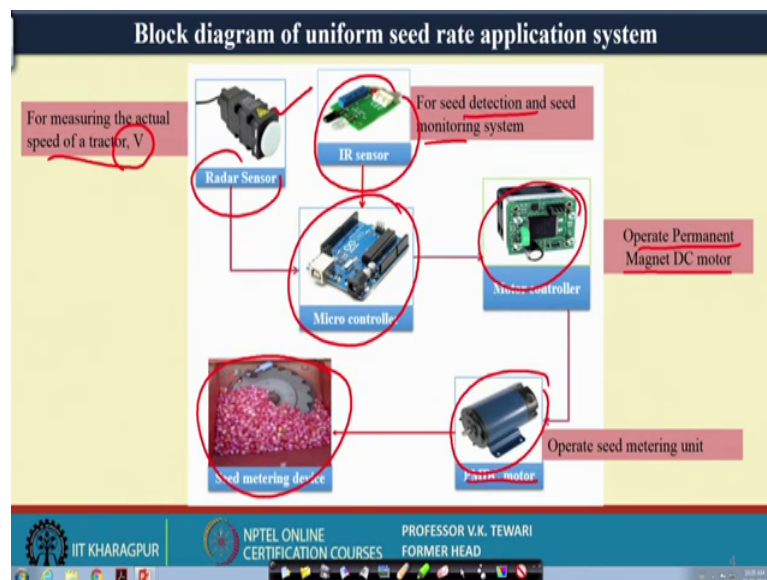 Block diagram of uniform seed rate application system
For measuring the actual
speed of a tractor, V
Radar Sensor
IR sensor
For seed detection and seed
monitoring system
Micro controller
Motor controller
Operate Permanent
Magnet DC motor
Seed metering device
PMDC motor
Operate seed metering unit
IIT KHARAGPUR
NPTEL ONLINE
CERTIFICATION COURSES
PROFESSOR V.K. TEWARI
FORMER HEAD
4